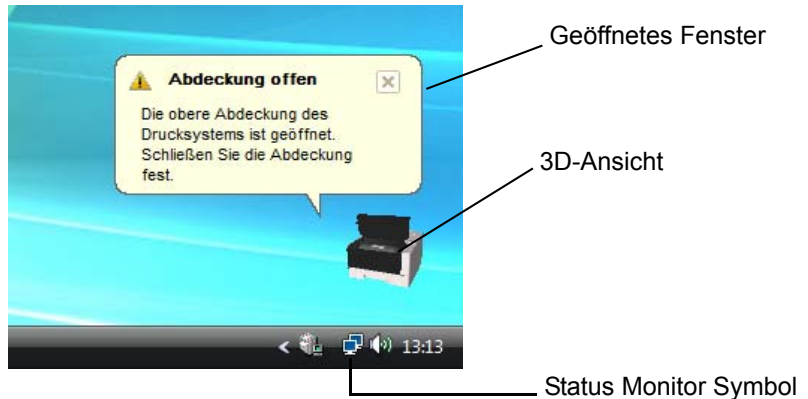 Geöffnetes Fenster
Abdeckung offen
Die obere Abdeckung des
Drucksystems ist geöffnet.
Schließen Sie die Abdeckung
fest.
3D-Ansicht
13:13
Status Monitor Symbol